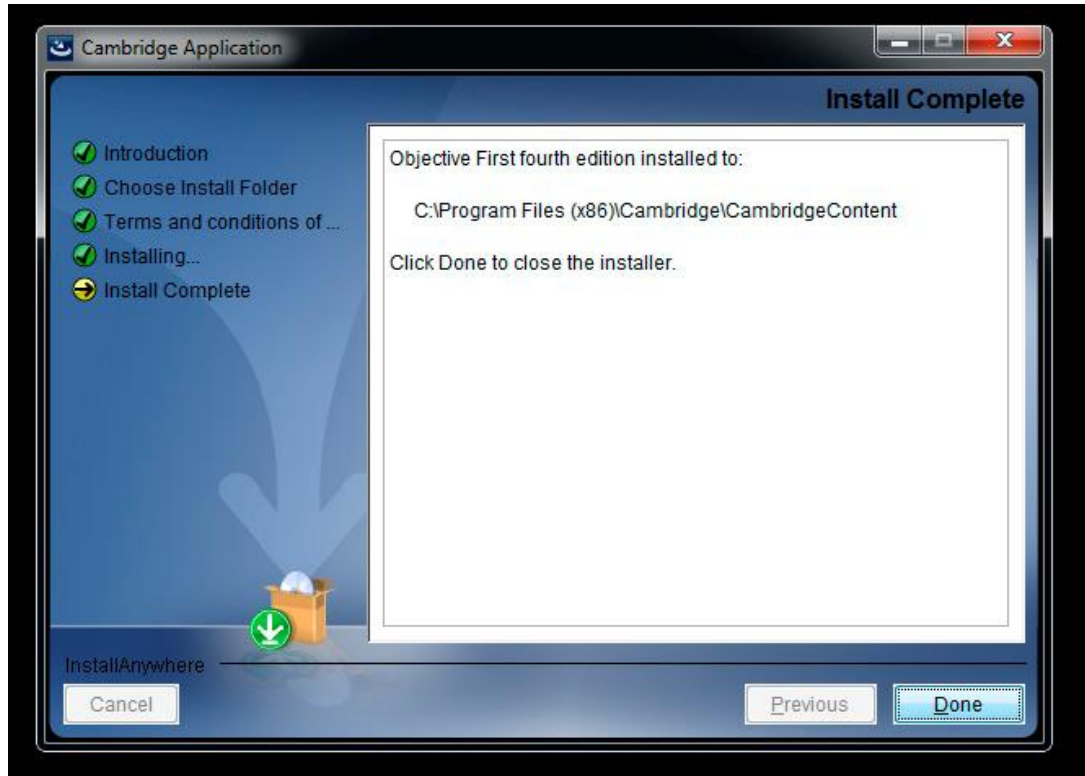 Cambridge Application
Install Complete
Introduction
Choose Install Folder
Terms and conditions of ...
Installing...
Install Complete
Objective First fourth edition installed to:
C:\Program Files (x86)\Cambridge\CambridgeContent
Click Done to close the installer.
InstallAnywhere
Cancel
Previous
Done